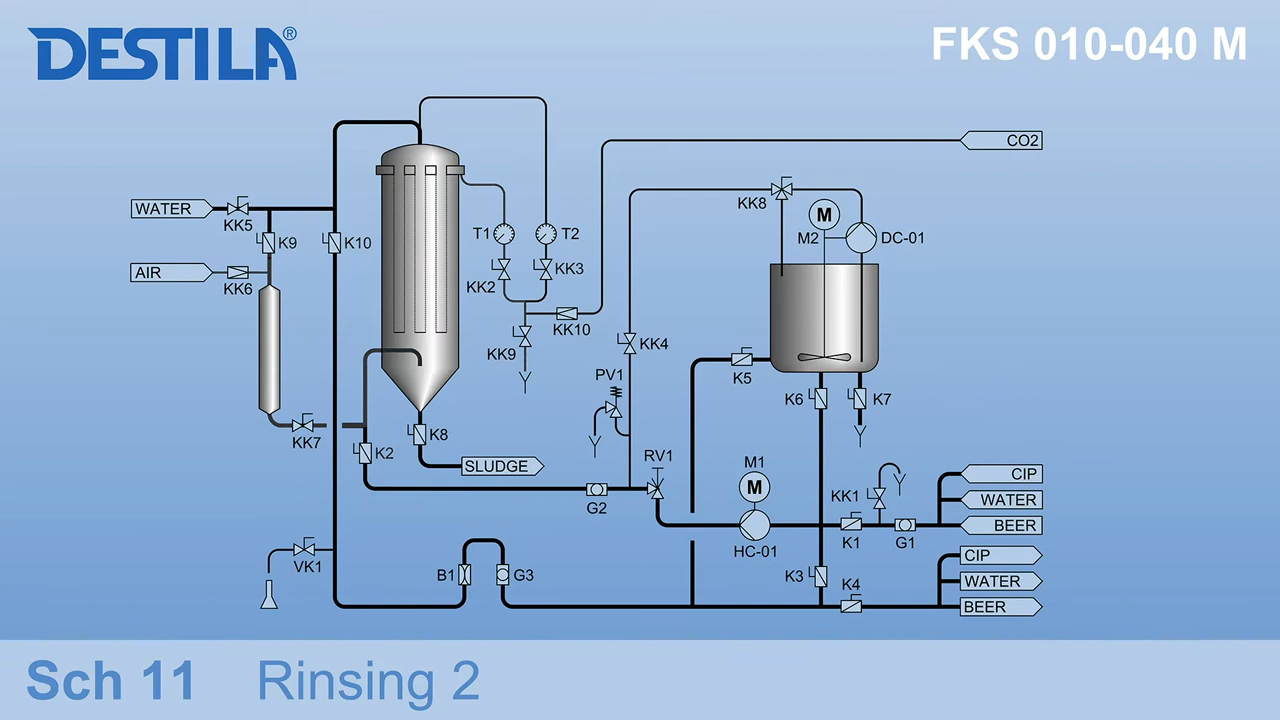 DESTILA®
FKS 010-040 M
CO2
WATER
KK5
KK8
M
M2
DC-01
K9
K10
T1
T2
AIR
KK6
KK2
KK3
KK10
KK9
KK4
PV1
K5
K6
K7
KK7
K8
K2
SLUDGE
RV1
M1
M
G2
HC-01
KK1
K1
G1
CIP
WATER
BEER
VK1
B1
G3
K3
K4
CIP
WATER
BEER
Sch 11 Rinsing 2